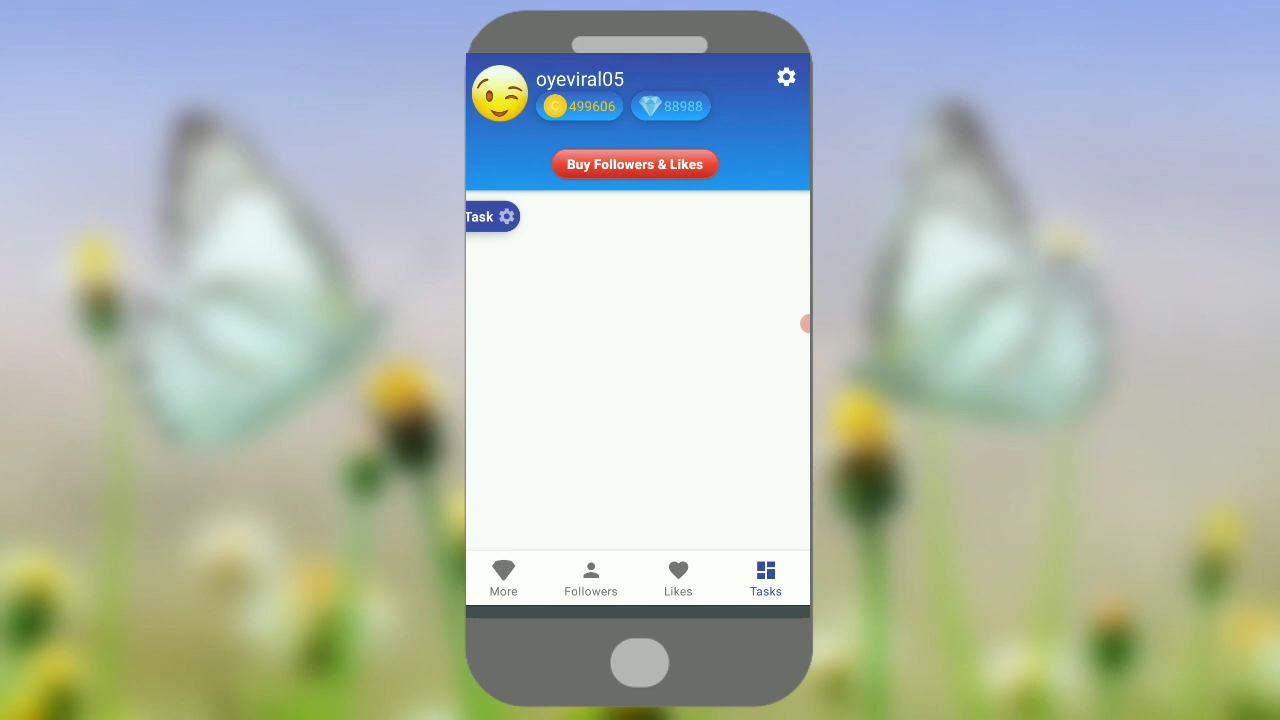 oyeviral05
C 499606 88988
Buy Followers & Likes
Task
More Followers Likes Tasks